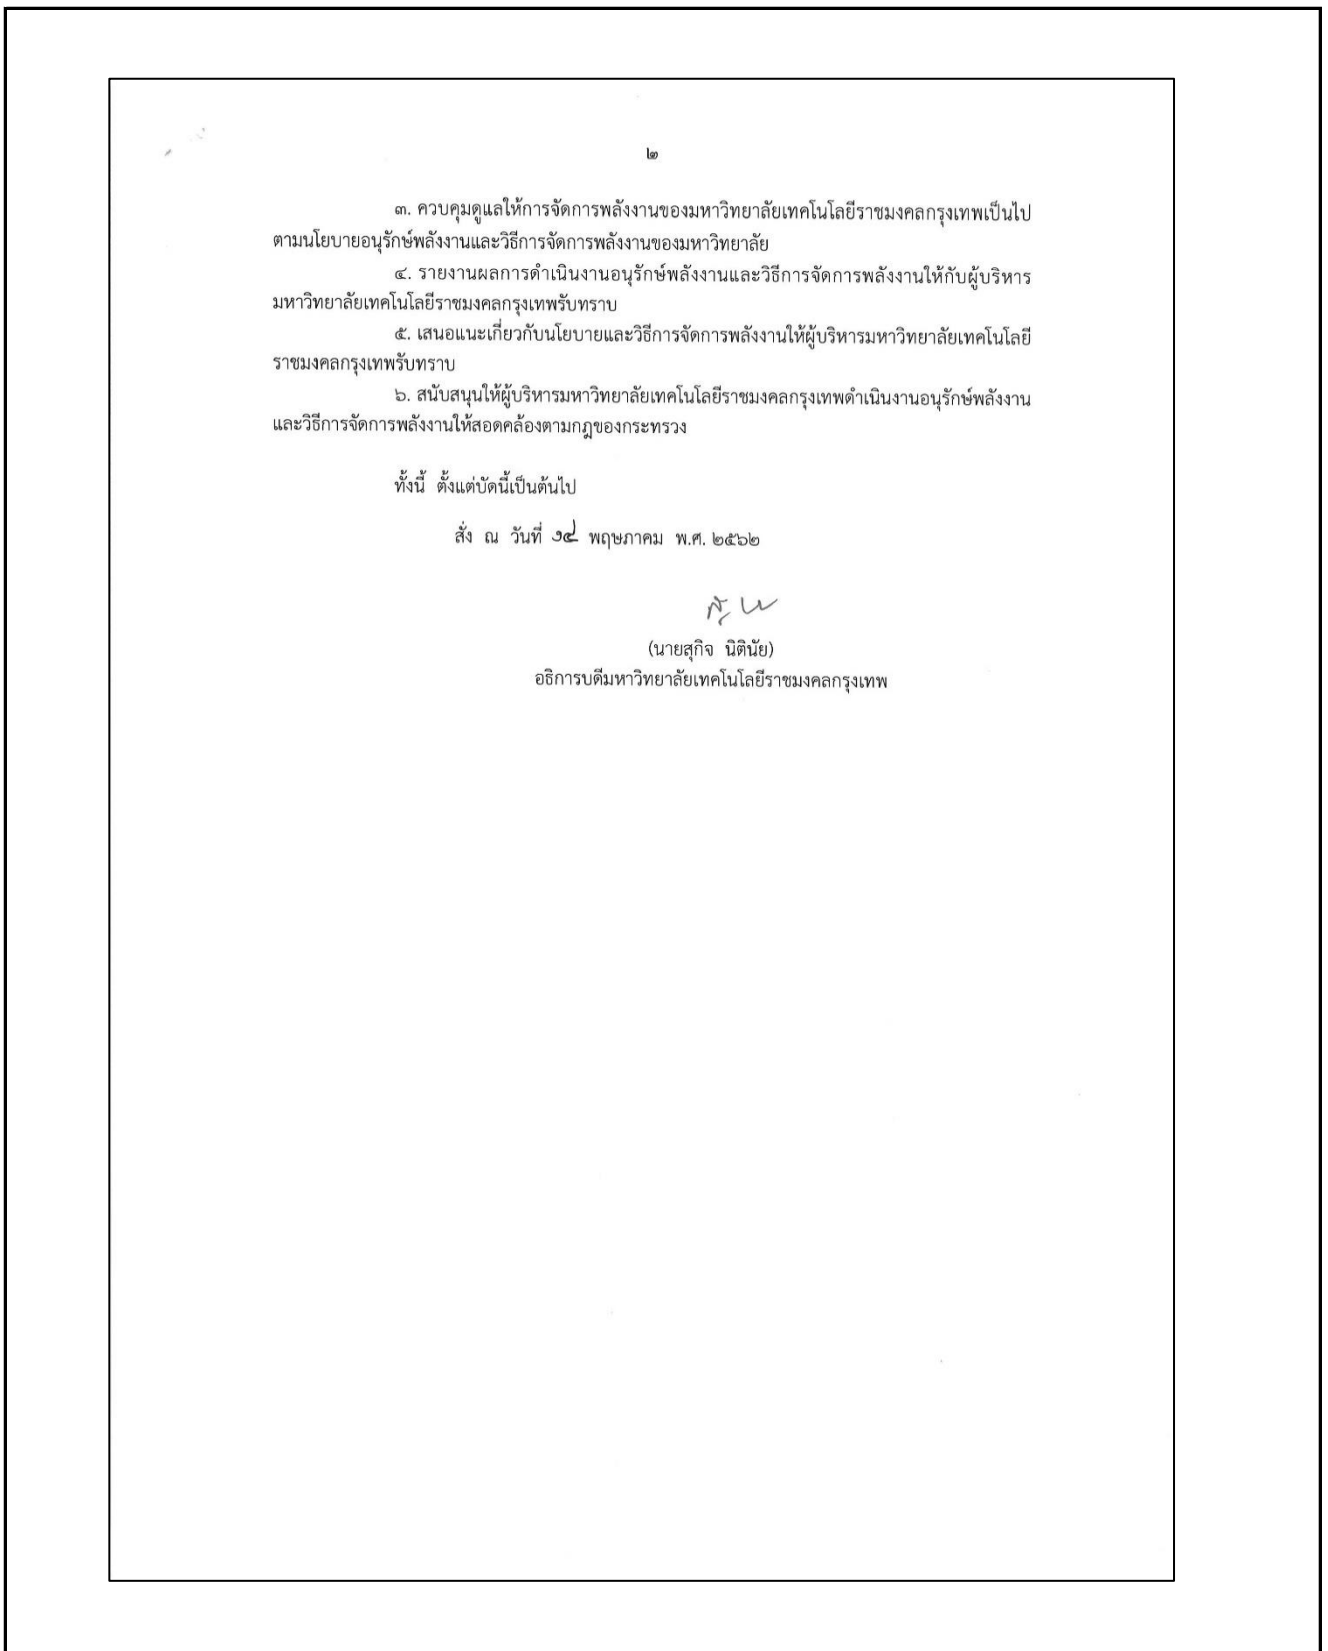 ๒
๓. ควบคุมดูแลให้การจัดการพลังงานของมหาวิทยาลัยเทคโนโลยีราชมงคลกรุงเทพเป็นไป
ตามนโยบายอนุรักษ์พลังงานและวิธีการจัดการพลังงานของมหาวิทยาลัย
๔. รายงานผลการดำเนินงานอนุรักษ์พลังงานและวิธีการจัดการพลังงานให้กับผู้บริหาร
มหาวิทยาลัยเทคโนโลยีราชมงคลกรุงเทพรับทราบ
๕. เสนอแนะเกี่ยวกับนโยบายและวิธีการจัดการพลังงานให้ผู้บริหารมหาวิทยาลัยเทคโนโลยี
ราชมงคลกรุงเทพรับทราบ
๖. สนับสนุนให้ผู้บริหารมหาวิทยาลัยเทคโนโลยีราชมงคลกรุงเทพดำเนินงานอนุรักษ์พลังงาน
และวิธีการจัดการพลังงานให้สอดคล้องตามกฎของกระทรวง
ทั้งนี้ ตั้งแต่บัดนี้เป็นต้นไป
สั่ง ณ วันที่ ๑๔ พฤษภาคม พ.ศ. ๒๕๖๒
(นายสุกิจ นิตินัย)
อธิการบดีมหาวิทยาลัยเทคโนโลยีราชมงคลกรุงเทพ